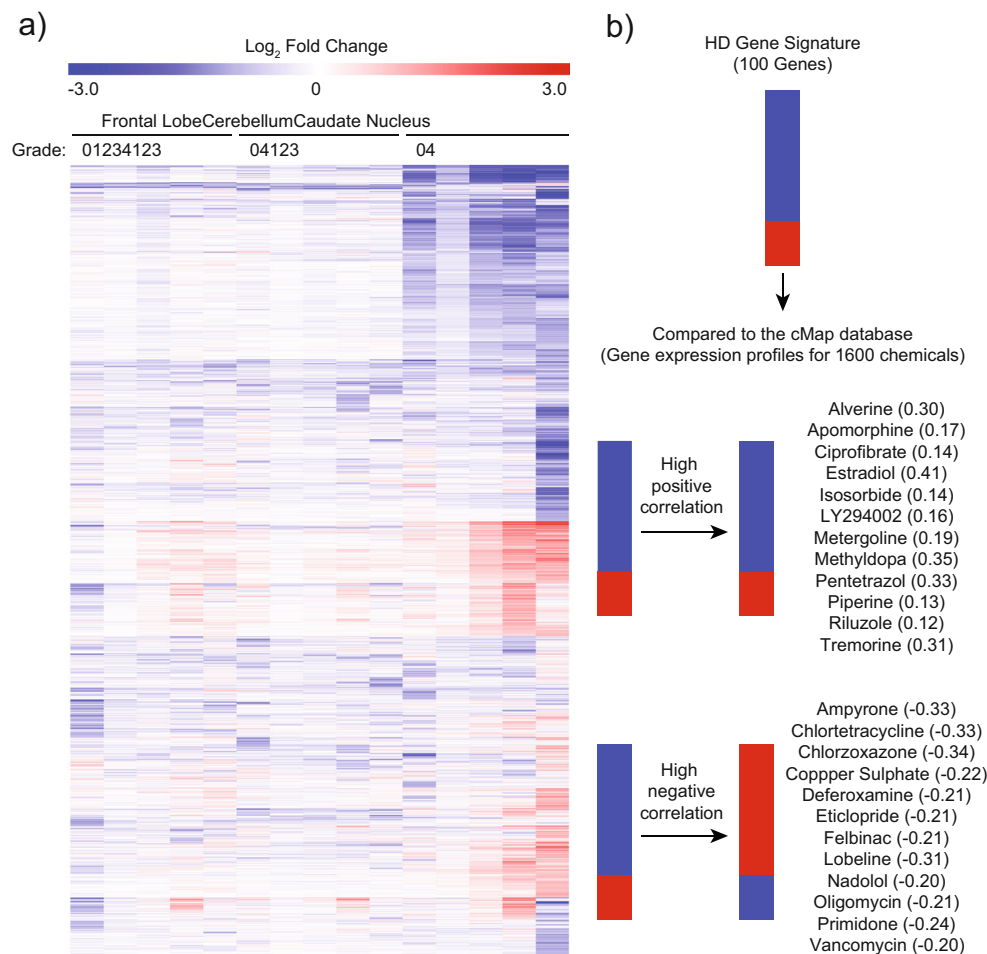 a)
Log2 Fold Change
-3.0 0 3.0
Frontal LobeCerebellumCaudate Nucleus
Grade: 01234123 04123 04
b)
HD Gene Signature
(100 Genes)
Compared to the cMap database
(Gene expression profiles for 1600 chemicals)
High
positive
correlation
Alverine (0.30)
Apomorphine (0.17)
Ciprofibrate (0.14)
Estradiol (0.41)
Isosorbide (0.14)
LY294002 (0.16)
Metergoline (0.19)
Methyldopa (0.35)
Pentetrazol (0.33)
Piperine (0.13)
Riluzole (0.12)
Tremorine (0.31)
High
negative
correlation
Ampyrone (-0.33)
Chlortetracycline (-0.33)
Chlorzoxazone (-0.34)
Coppper Sulphate (-0.22)
Deferoxamine (-0.21)
Eticlopride (-0.21)
Felbinac (-0.21)
Lobeline (-0.31)
Nadolol (-0.20)
Oligomycin (-0.21)
Primidone (-0.24)
Vancomycin (-0.20)